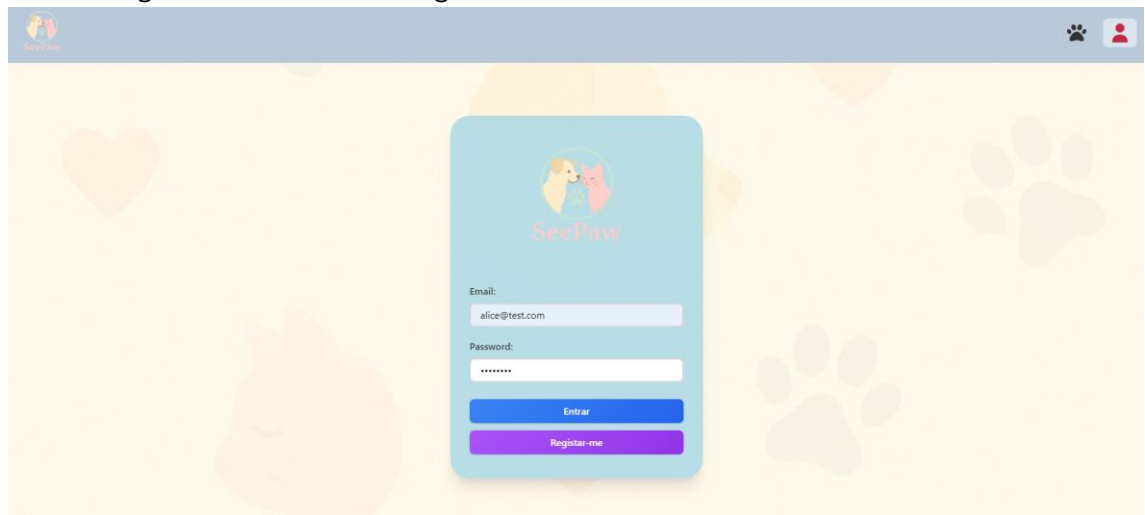 SeePaw
SeePaw
Email:
alice@test.com
Password:
••••••••
Entrar
Registar-me